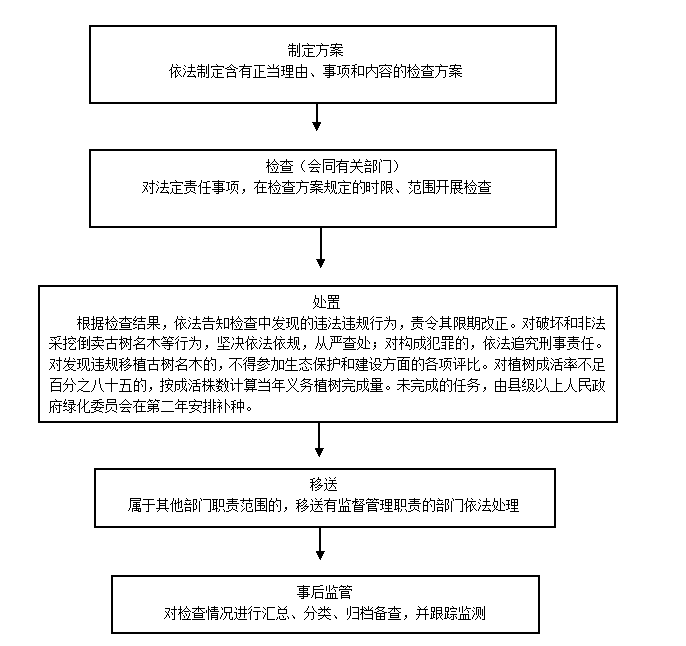 制定方案
依法制定含有正当理由、事项和内容的检查方案
检查（会同有关部门）
对法定责任事项，在检查方案规定的时限、范围开展检查
处置
根据检查结果，依法告知检查中发现的违法违规行为，责令其限期改正。对破坏和非法
采挖倒卖古树名木等行为，坚决依法依规，从严查处；对构成犯罪的，依法追究刑事责任。
对发现违规移植古树名木的，不得参加生态保护和建设方面的各项评比。对植树成活率不足
百分之八十五的，按成活株数计算当年义务植树完成量。未完成的任务，由县级以上人民政
府绿化委员会在第二年安排补种。
移送
属于其他部门职责范围的，移送有监督管理职责的部门依法处理
事后监管
对检查情况进行汇总、分类、归档备查，并跟踪监测